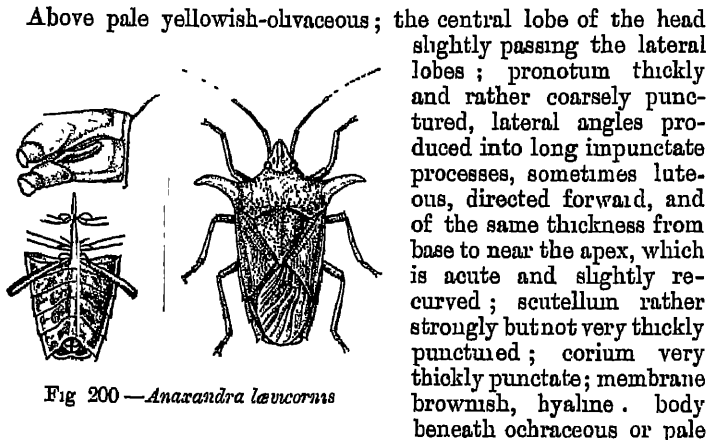 Above pale yellowish-olivaceous ; the central lobe of the head
slightly passing the lateral
lobes ; pronotum thickly
and rather coarsely punc-
tured, lateral angles pro-
duced into long impunctate
processes, sometimes lute-
ous, directed forward, and
of the same thickness from
base to near the apex, which
is acute and slightly re-
curved ; scutellum rather
strongly but not very thickly
punctured ; corium very
thickly punctate; membrane
brownish, hyaline . body
beneath ochraceous or pale
Fig 200 —Anaxandra lævicornis